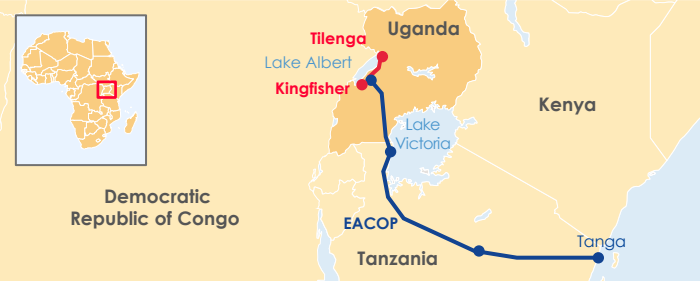 Uganda
Tilenga
Lake Albert
Kingfisher
Kenya
Lake
Victoria
Democratic
Republic of Congo
EACOP
Tanzania
Tanga